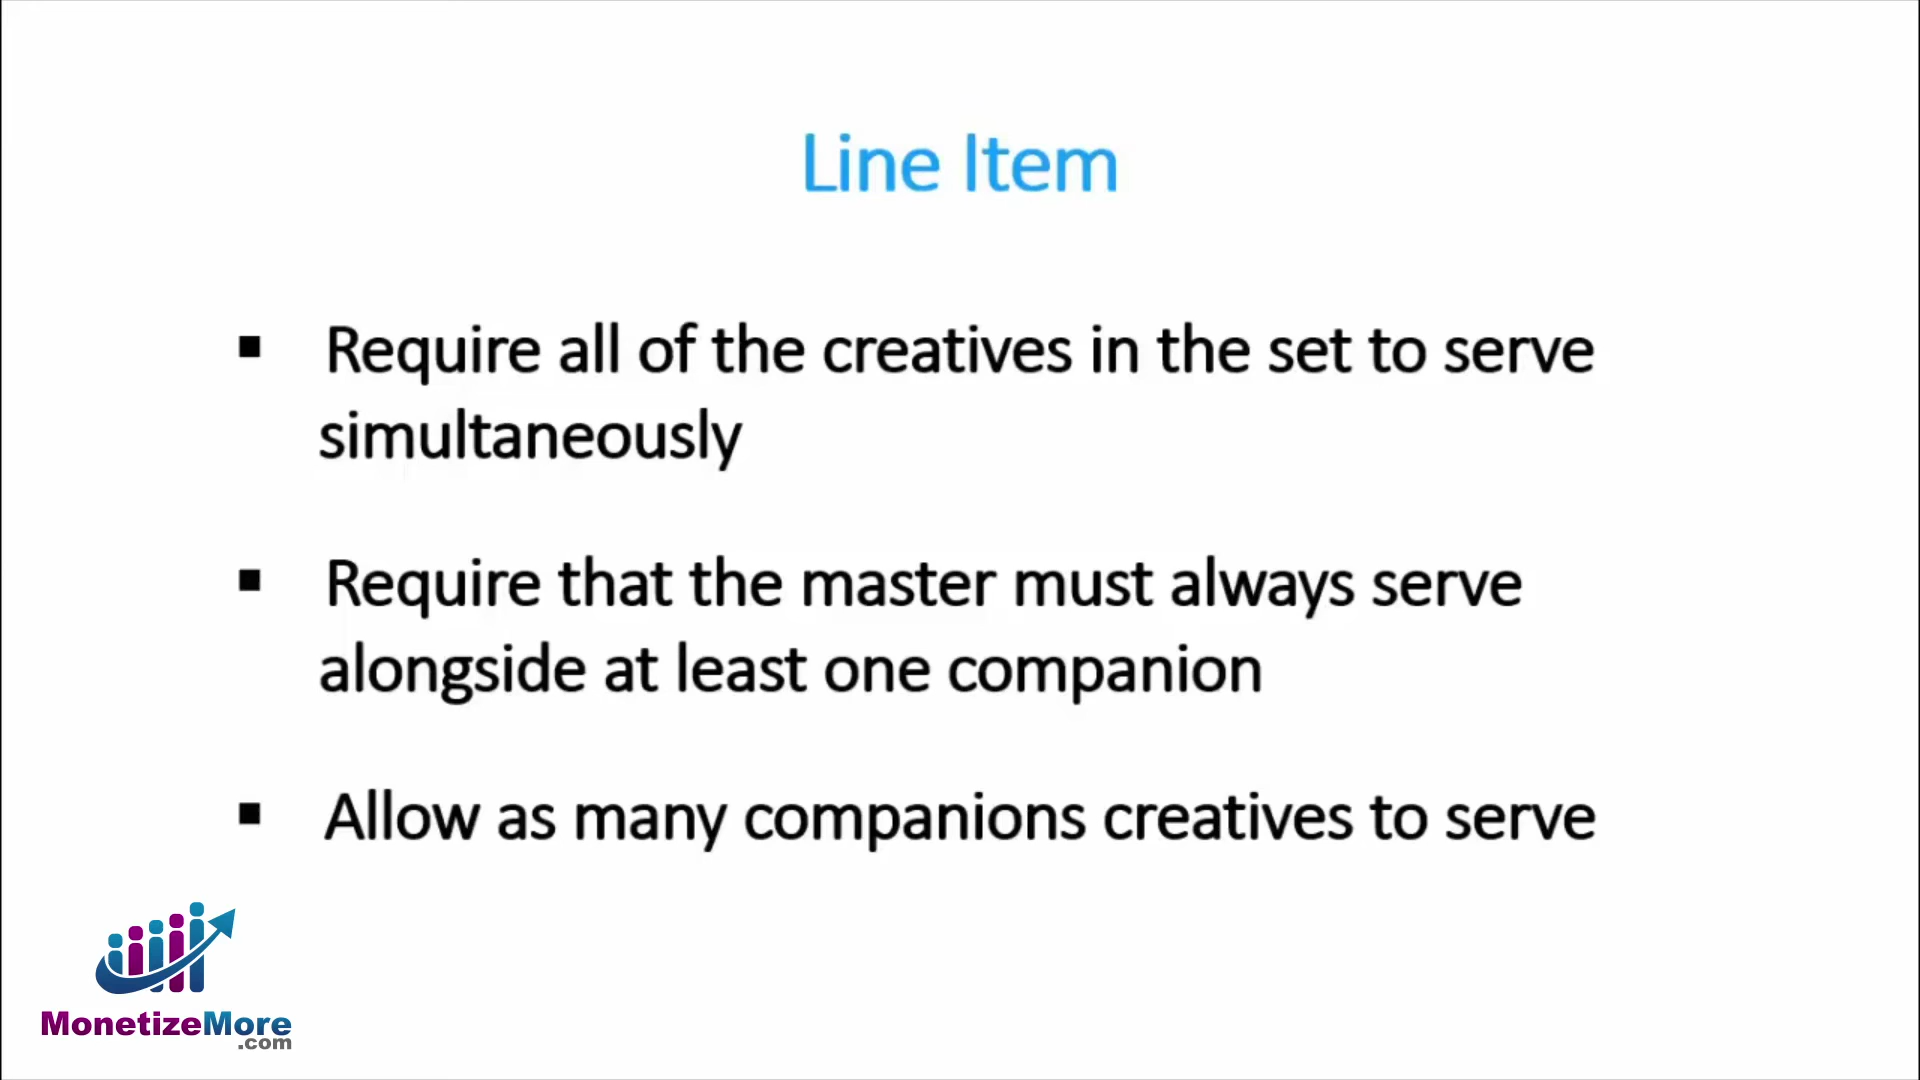 Line Item
▪ Require all of the creatives in the set to serve
simultaneously
▪ Require that the master must always serve
alongside at least one companion
▪ Allow as many companions creatives to serve
MonetizeMore
.com